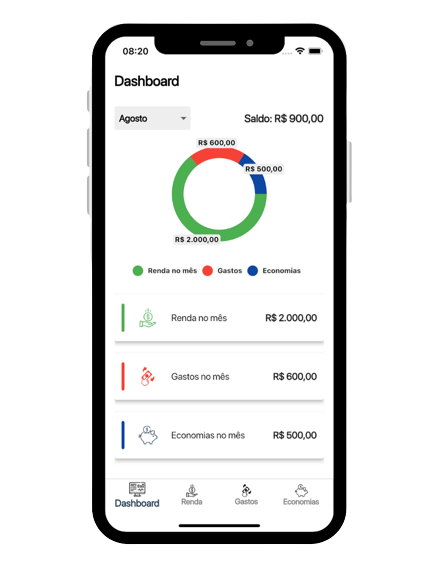 08:20
Dashboard
Agosto
Saldo: R$ 900,00
R$ 600,00
R$ 500,00
R$ 2.000,00
Renda no mês
Gastos
Economias
Renda no mês R$ 2.000,00
Gastos no mês R$ 600,00
Economias no mês R$ 500,00
Dashboard
Renda
Gastos
Economias